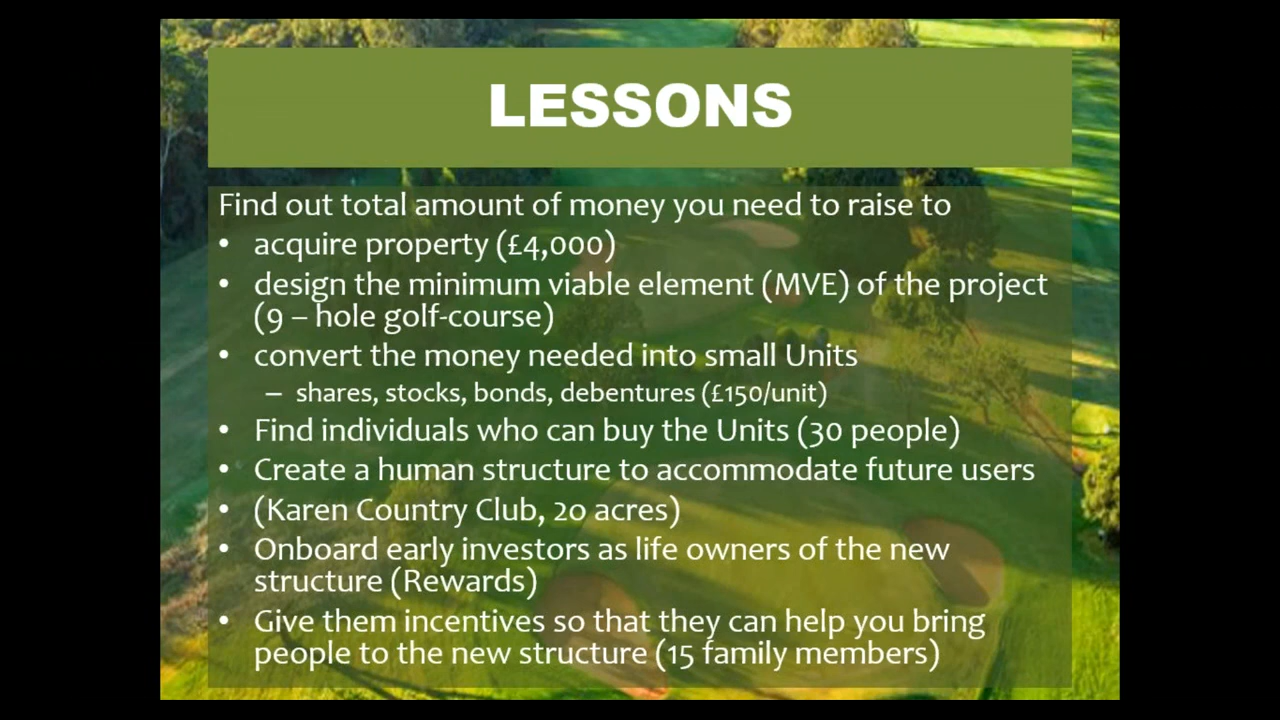 LESSONS
Find out total amount of money you need to raise to
• acquire property (£4,000)
• design the minimum viable element (MVE) of the project
(9 – hole golf-course)
• convert the money needed into small Units
– shares, stocks, bonds, debentures (£150/unit)
• Find individuals who can buy the Units (30 people)
• Create a human structure to accommodate future users
• (Karen Country Club, 20 acres)
• Onboard early investors as life owners of the new
structure (Rewards)
• Give them incentives so that they can help you bring
people to the new structure (15 family members)